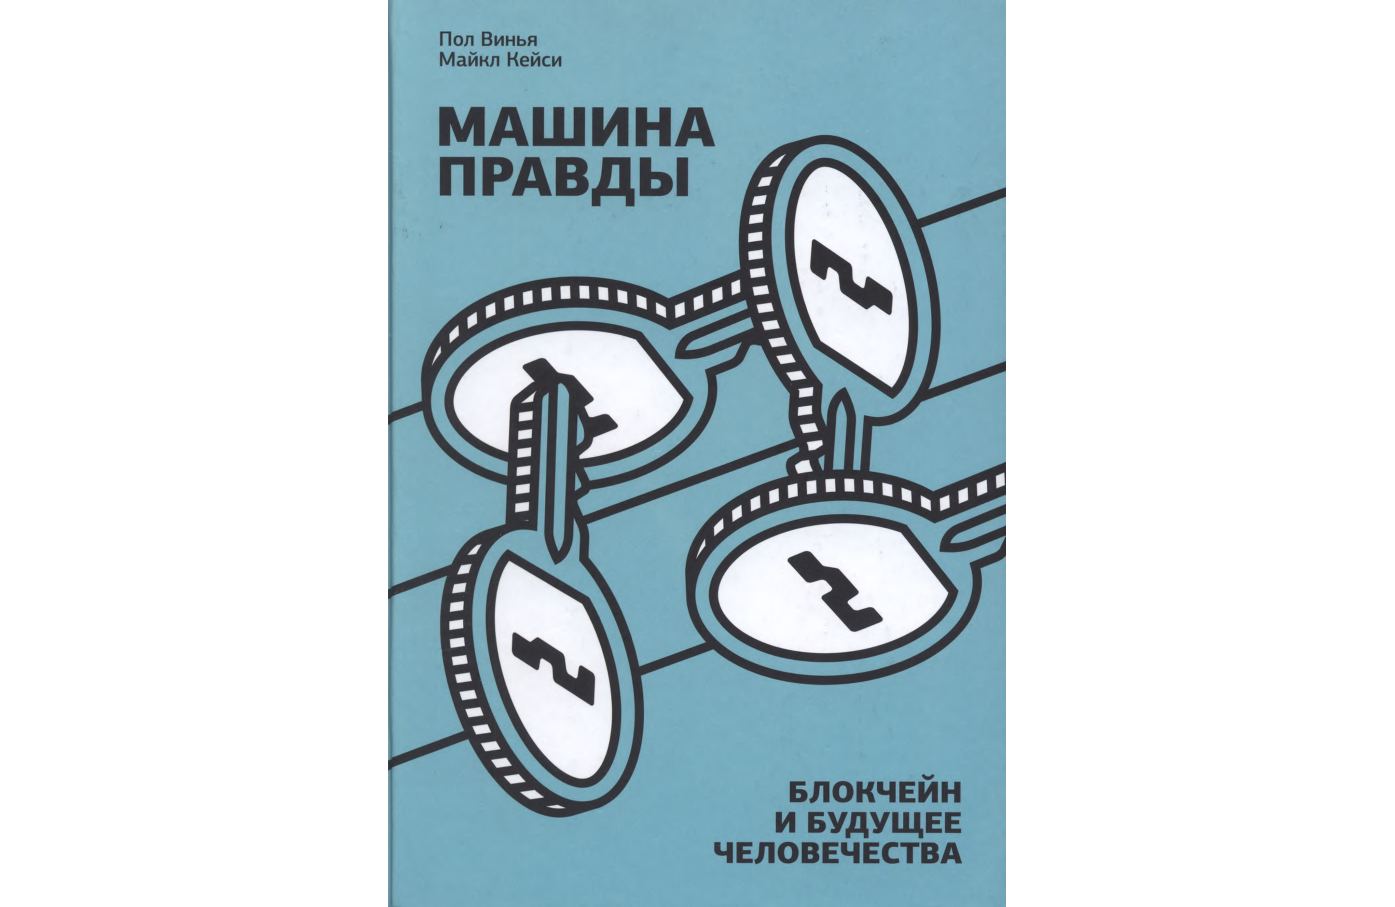 Пол Винья
Майкл Кейси
МАШИНА
ПРАВДЫ
БЛОКЧЕЙН
И БУДУЩЕЕ
ЧЕЛОВЕЧЕСТВА